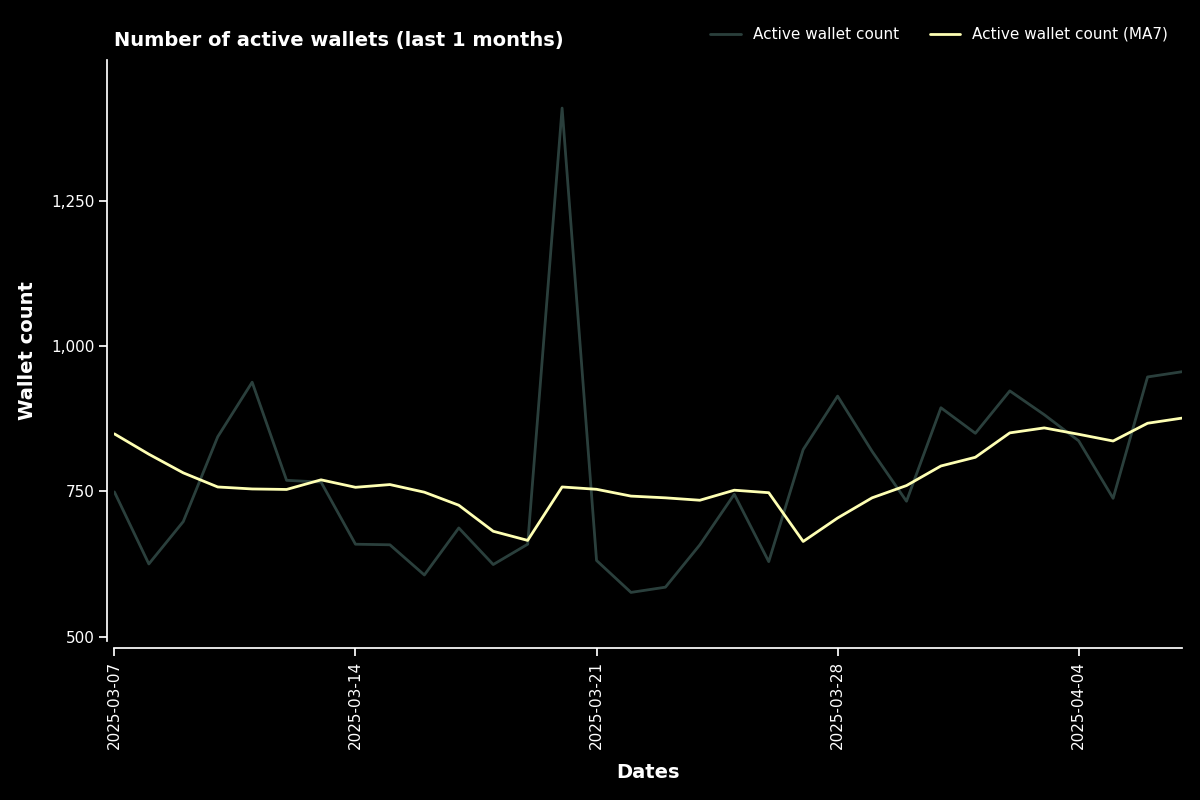 Number of active wallets (last 1 months)
Active wallet count
Active wallet count (MA7)
Wallet count
1,250
1,000
750
500
2025-03-07
2025-03-14
2025-03-21
2025-03-28
2025-04-04
Dates